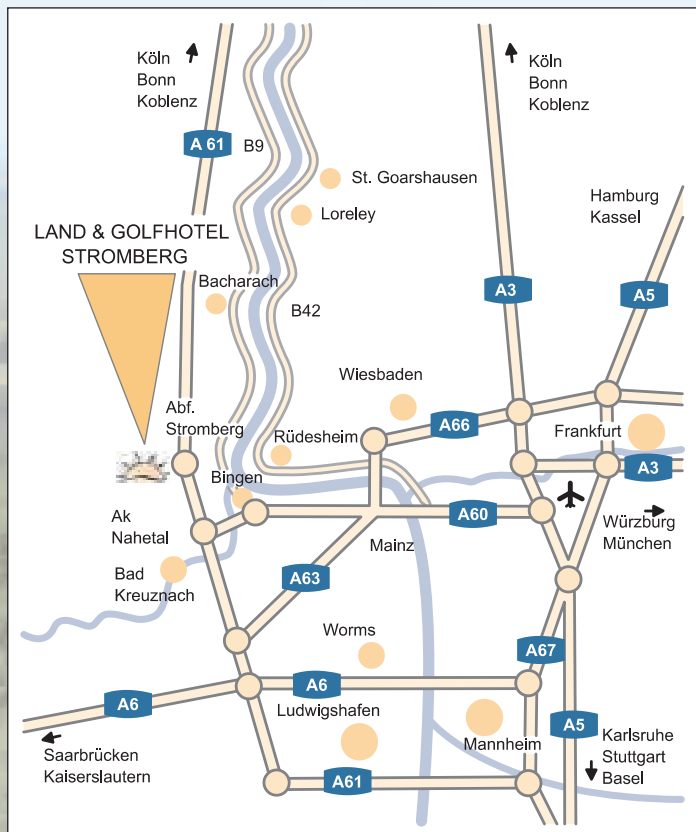 Köln
Bonn
Koblenz
Köln
Bonn
Koblenz
A 61
B9
St. Goarshausen
Hamburg
Kassel
Loreley
LAND & GOLFHOTEL
STROMBERG
Bacharach
A3
A5
B42
Wiesbaden
Abf.
Stromberg
A66
Frankfurt
Rüdesheim
A3
Bingen
Ak
Nahetal
A60
Würzburg
München
Mainz
Bad
Kreuznach
A63
Worms
A67
A6
A6
Ludwigshafen
A5
Mannheim
Karlsruhe
Stuttgart
Basel
Saarbrücken
Kaiserslautern
A61